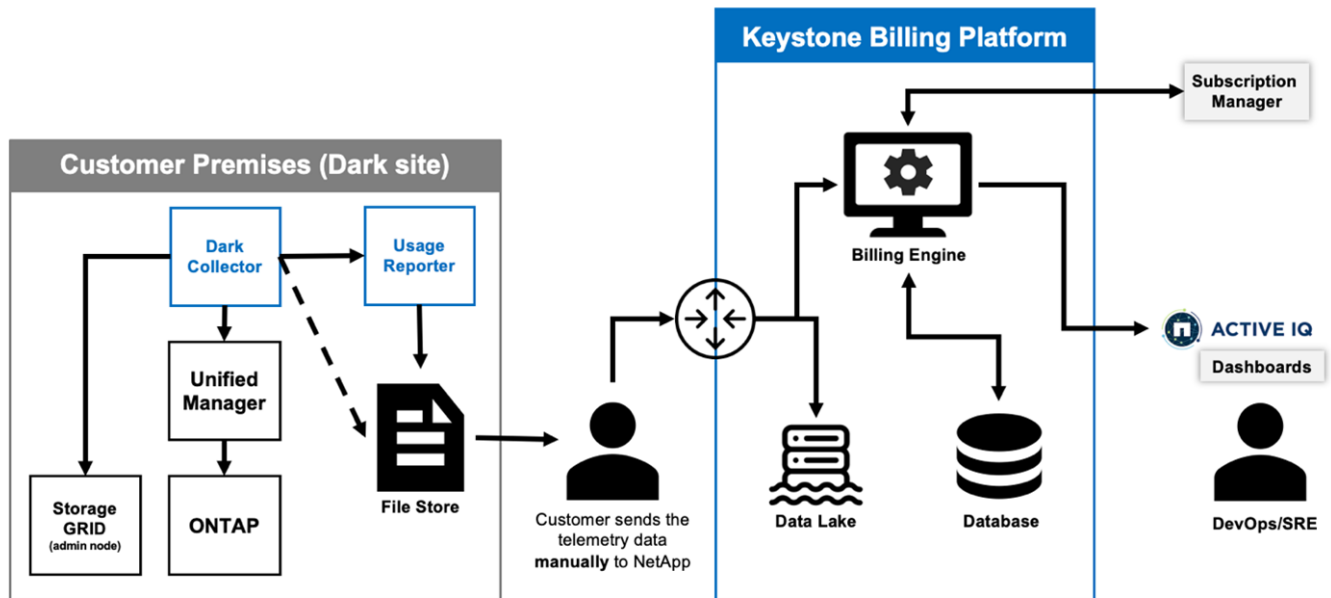 Keystone Billing Platform
Subscription
Manager
Customer Premises (Dark site)
Dark
Collector
Usage
Reporter
Billing Engine
ACTIVE IQ
Dashboards
Unified
Manager
Storage
GRID
(admin node)
ONTAP
File Store
Customer sends the
telemetry data
manually to NetApp
Data Lake
Database
DevOps/SRE